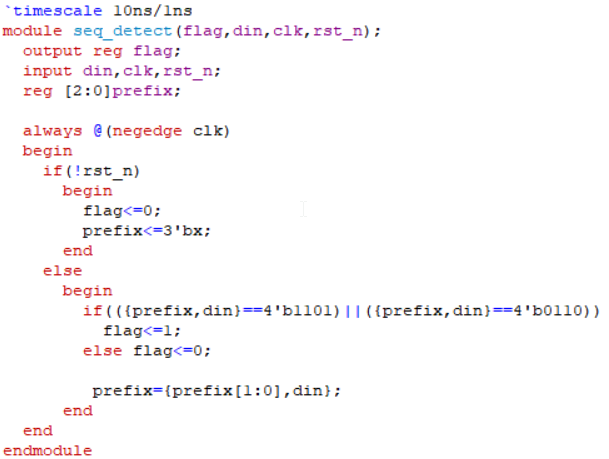 `timescale 10ns/1ns
module seq_detect(flag,din,clk,rst_n);
  output reg flag;
  input din,clk,rst_n;
  reg [2:0]prefix;

  always @(negedge clk)
  begin
    if(!rst_n)
      begin
        flag<=0;
        prefix<=3'bx;
      end
    else
      begin
        if(({prefix,din}==4'b1101)||({prefix,din}==4'b0110))
          flag<=1;
        else flag<=0;

         prefix={prefix[1:0],din};
      end
  end
endmodule